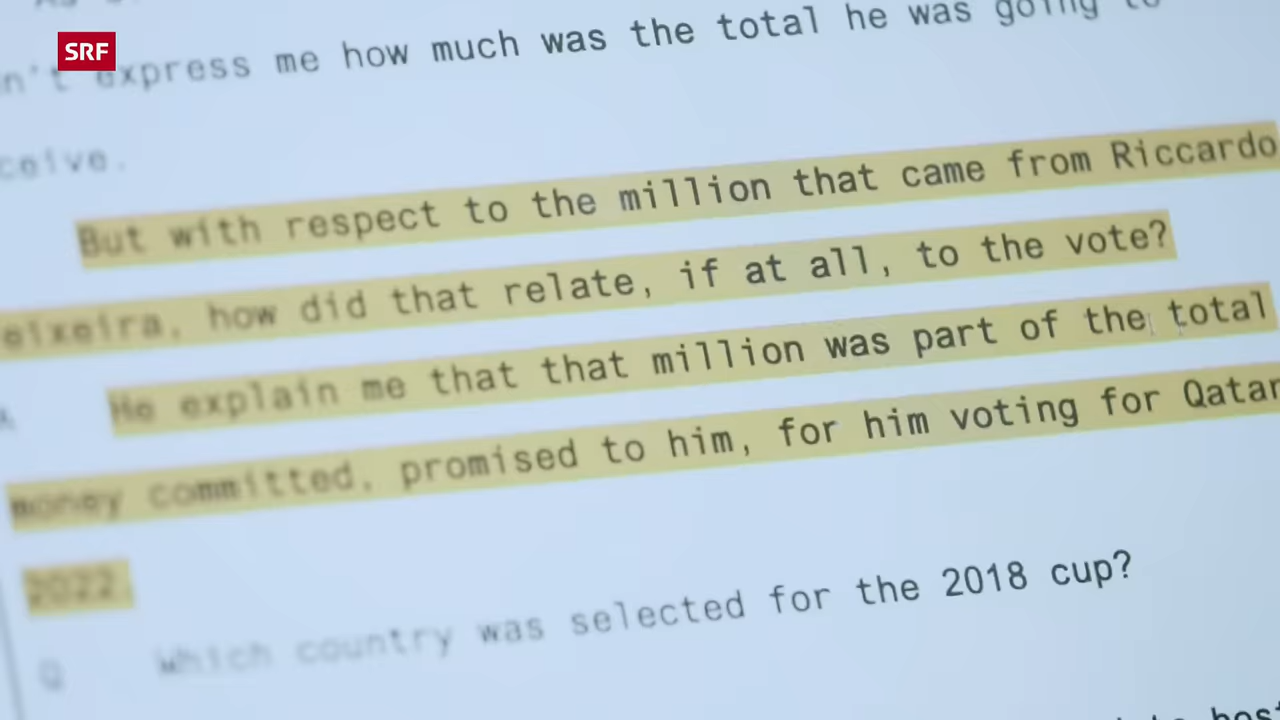 SRF
express me how much was the total he was going to
ceive.
But with respect to the million that came from Riccardo
eixeira, how did that relate, if at all, to the vote?
A He explain me that that million was part of the total
money committed, promised to him, for him voting for Qatar
2022.
Q Which country was selected for the 2018 cup?